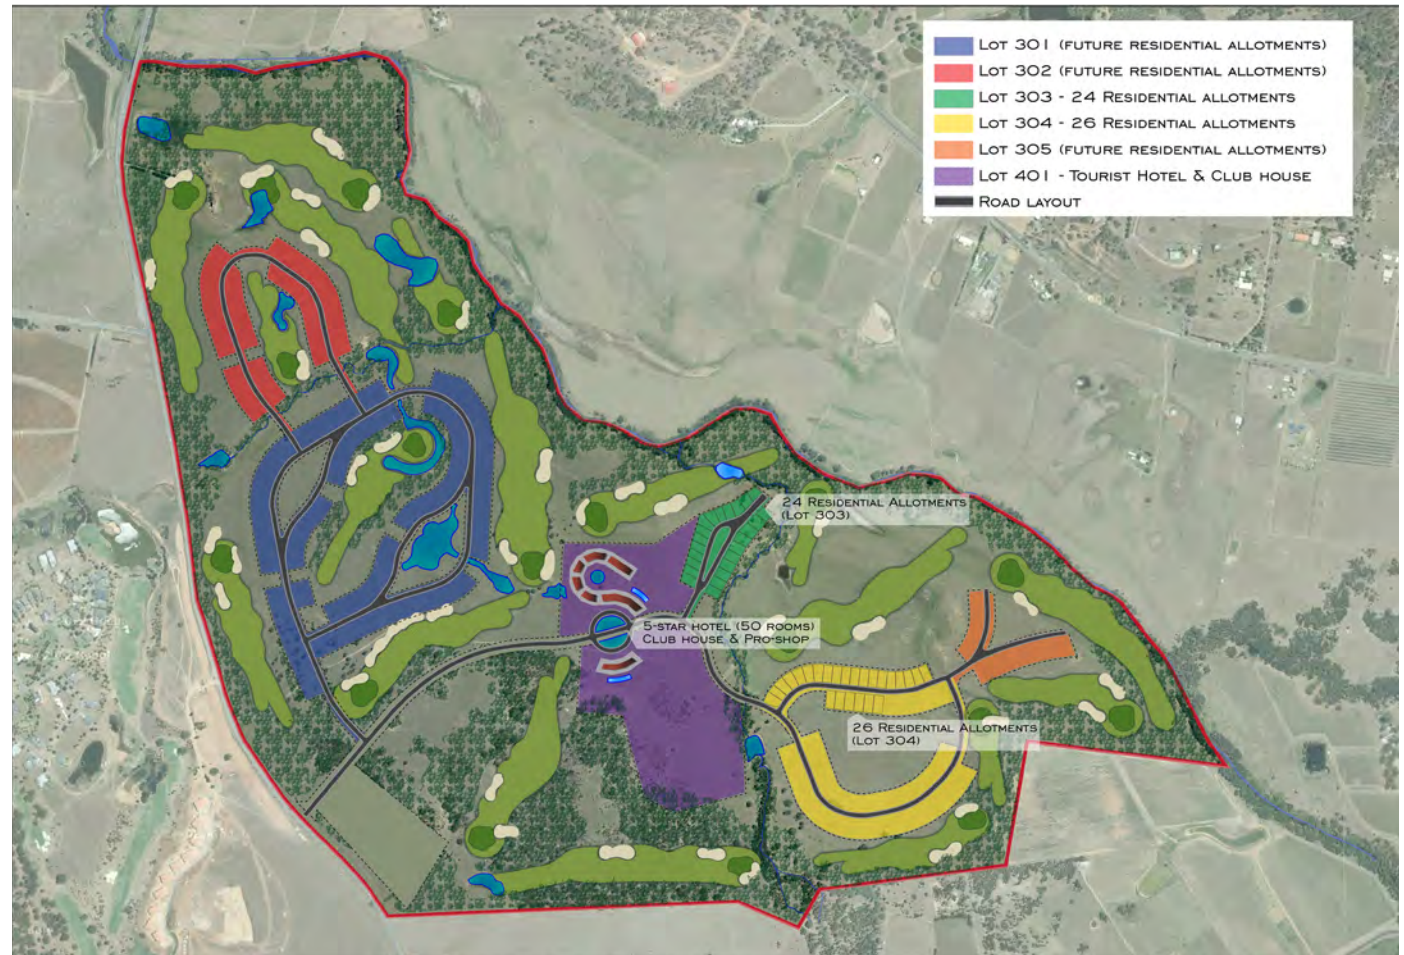 Lot 301 (future residential allotments)
Lot 302 (future residential allotments)
Lot 303 - 24 Residential allotments
Lot 304 - 26 Residential allotments
Lot 305 (future residential allotments)
Lot 401 - Tourist Hotel & Club house
Road layout
24 Residential Allotments
(Lot 303)
5-star hotel (50 rooms)
Club house & Pro-shop
26 Residential Allotments
(Lot 304)